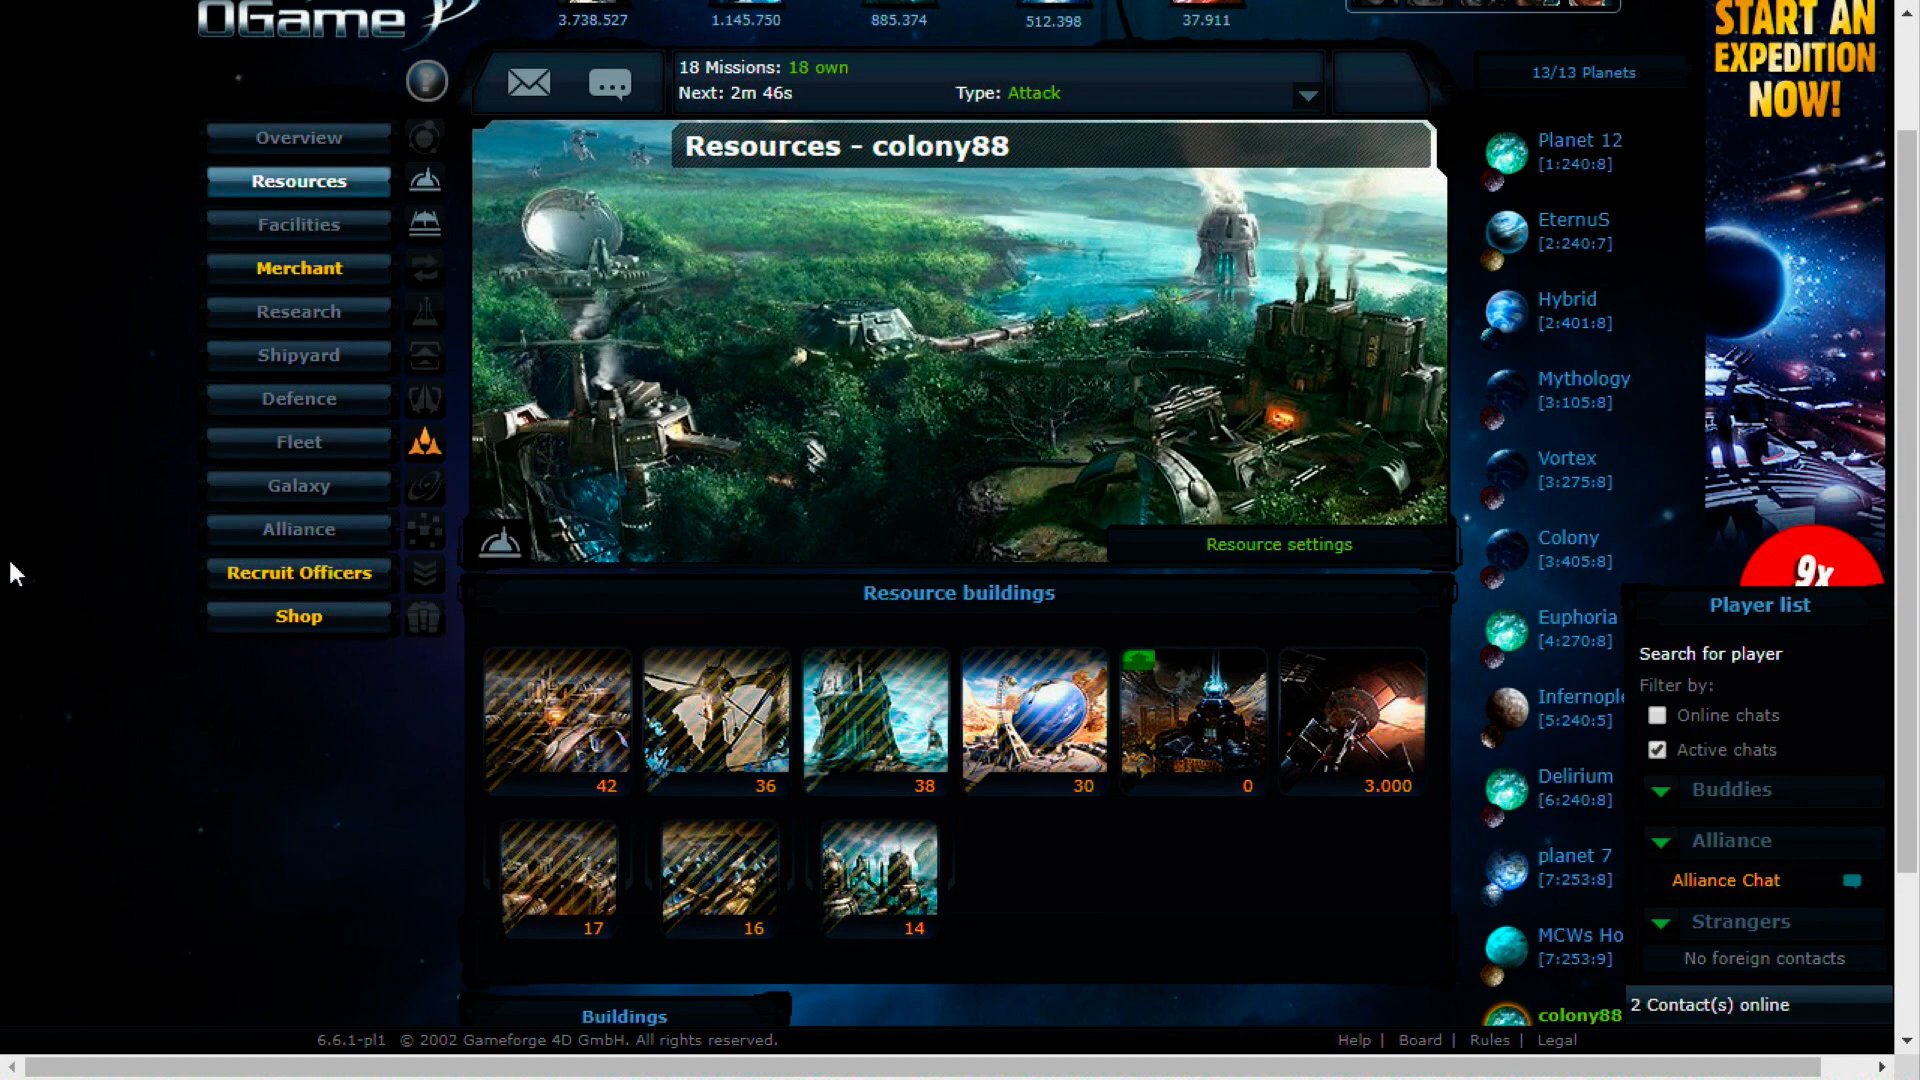 OGame
3.738.527
1.145.750
885.374
512.398
37.911
18 Missions: 18 own
Next: 2m 46s
Type: Attack
13/13 Planets
START AN
EXPEDITION
NOW!
9x
Overview
Resources
Facilities
Merchant
Research
Shipyard
Defence
Fleet
Galaxy
Alliance
Recruit Officers
Shop
Resources - colony88
Resource settings
Resource buildings
42
36
38
30
0
3.000
17
16
14
Buildings
Planet 12
[1:240:8]
EternuS
[2:240:7]
Hybrid
[2:401:8]
Mythology
[3:105:8]
Vortex
[3:275:8]
Colony
[3:405:8]
Euphoria
[4:270:8]
Infernople
[5:240:5]
Delirium
[6:240:8]
planet 7
[7:253:8]
MCWs Ho
[7:253:9]
colony88
Player list
Search for player
Filter by:
Online chats
Active chats
Buddies
Alliance
Alliance Chat
Strangers
No foreign contacts
2 Contact(s) online
6.6.1-pl1 © 2002 Gameforge 4D GmbH. All rights reserved.
Help | Board | Rules | Legal